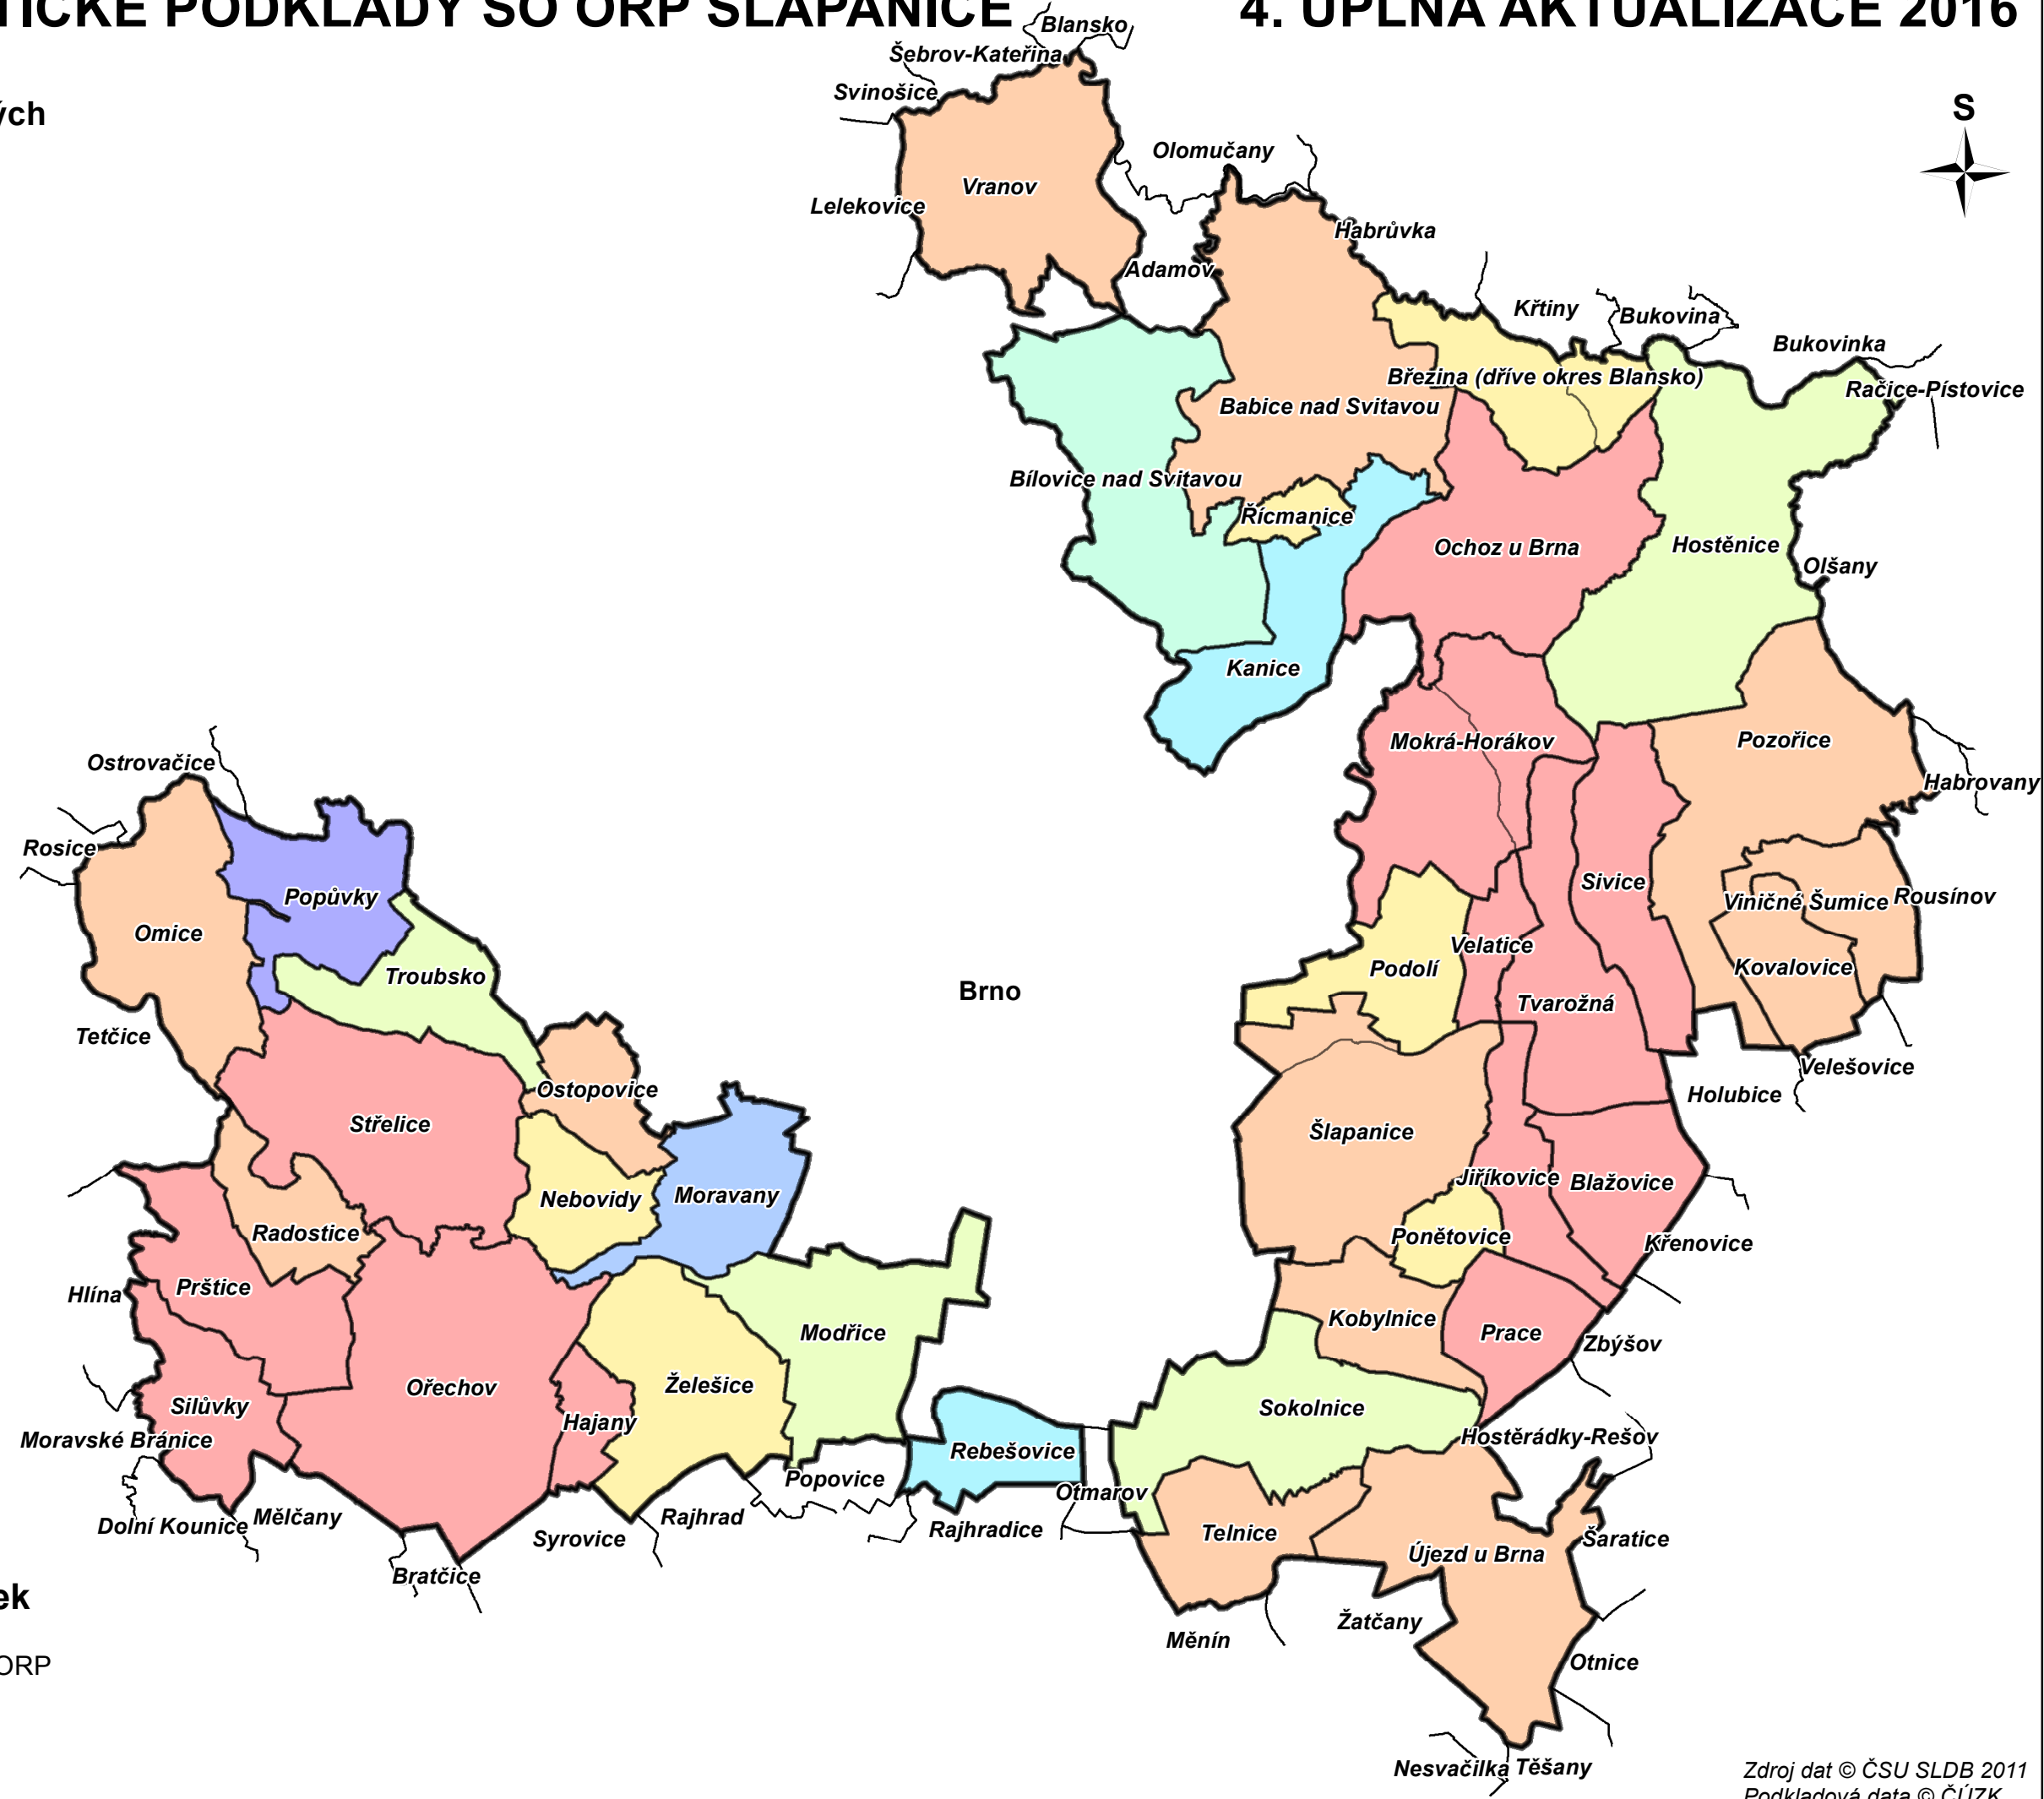 TICKÉ PODKLADY SO ORP ŠLAPANICE
4. ÚPLNÁ AKTUALIZACE 2016
ých
S
Blansko
Šebrov-Kateřina
Svinošice
Olomučany
Vranov
Lelekovice
Habrůvka
Adamov
Křtiny
Bukovina
Bukovinka
Březina (dříve okres Blansko)
Račice-Pístovice
Babice nad Svitavou
Bílovice nad Svitavou
Řícmanice
Ochoz u Brna
Hostěnice
Olšany
Kanice
Mokrá-Horákov
Pozořice
Ostrovačice
Habrovany
Rosice
Popůvky
Sivice
Viničné Šumice
Rousínov
Omice
Velatice
Troubsko
Podolí
Kovalovice
Brno
Tvarožná
Tetčice
Velešovice
Ostopovice
Holubice
Střelice
Šlapanice
Jiříkovice
Blažovice
Nebovidy
Moravany
Radostice
Ponětovice
Křenovice
Prštice
Hlína
Kobylnice
Modřice
Prace
Zbýšov
Ořechov
Želešice
Silůvky
Sokolnice
Hajany
Moravské Bránice
Hostěrádky-Rešov
Rebešovice
Popovice
Otmarov
Mělčany
Rajhrad
Dolní Kounice
Rajhradice
Telnice
Syrovice
Šaratice
Újezd u Brna
Bratčice
ek
Žatčany
Měnín
ORP
Otnice
Nesvačilka
Těšany
Zdroj dat © ČSU SLDB 2011
Podkladová data © ČÚZK